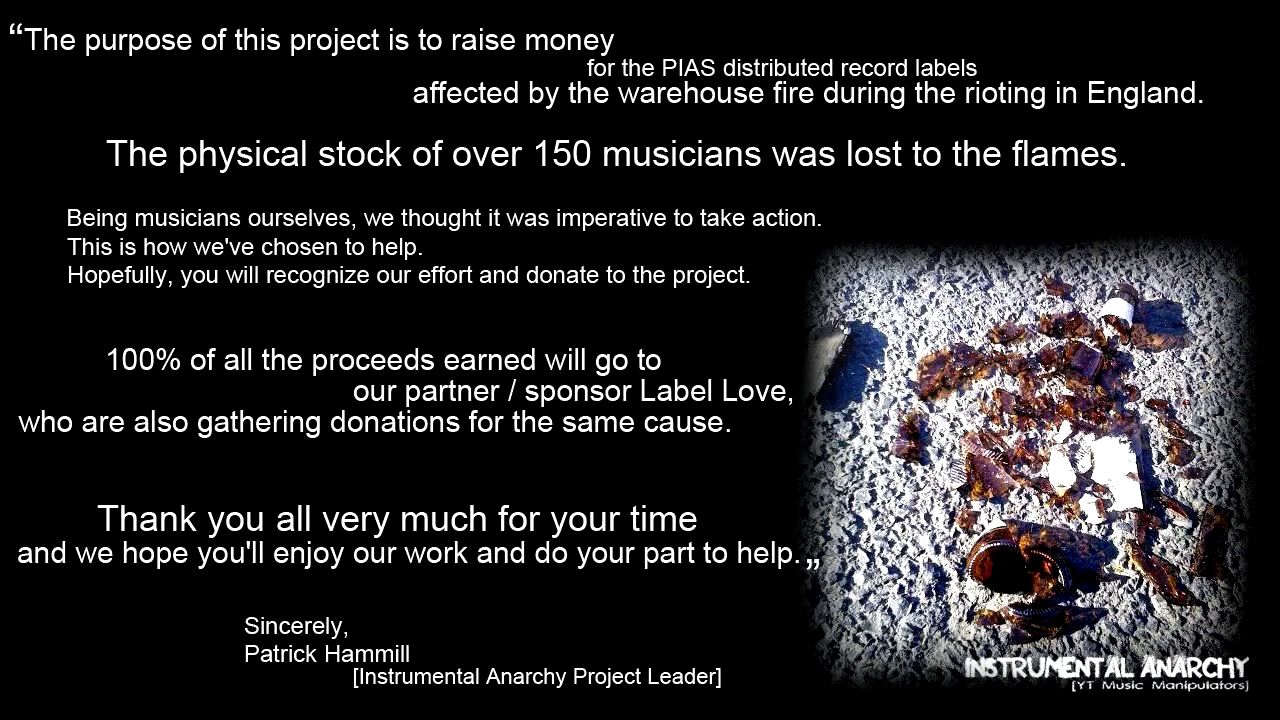 “The purpose of this project is to raise money
for the PIAS distributed record labels
affected by the warehouse fire during the rioting in England.
The physical stock of over 150 musicians was lost to the flames.
Being musicians ourselves, we thought it was imperative to take action.
This is how we've chosen to help.
Hopefully, you will recognize our effort and donate to the project.
100% of all the proceeds earned will go to
our partner / sponsor Label Love,
who are also gathering donations for the same cause.
Thank you all very much for your time
and we hope you'll enjoy our work and do your part to help.„
Sincerely,
Patrick Hammill
[Instrumental Anarchy Project Leader]
INSTRUMENTAL ANARCHY
[YT Music Manipulators]